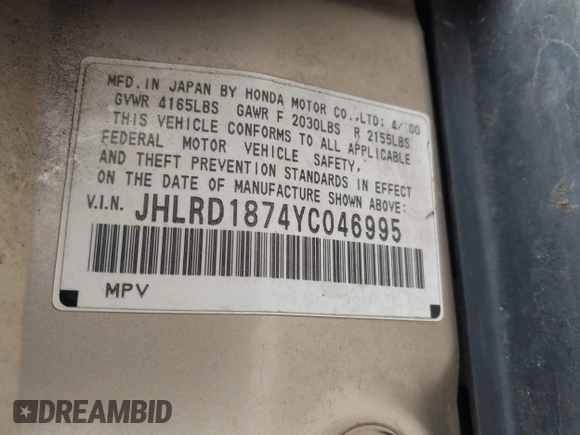 MFD.IN JAPAN BY HONDA MOTOR CO.,LTD: 4/'00
GVWR 4165LBS GAWR F 2030LBS R 2155LBS
THIS VEHICLE CONFORMS TO ALL APPLICABLE
FEDERAL MOTOR VEHICLE SAFETY,
AND THEFT PREVENTION STANDARDS IN EFFECT
ON THE DATE OF MANUFACTURE SHOWN ABOVE:
V.I.N. JHLRD1874YC046995
MPV
DREAMBID